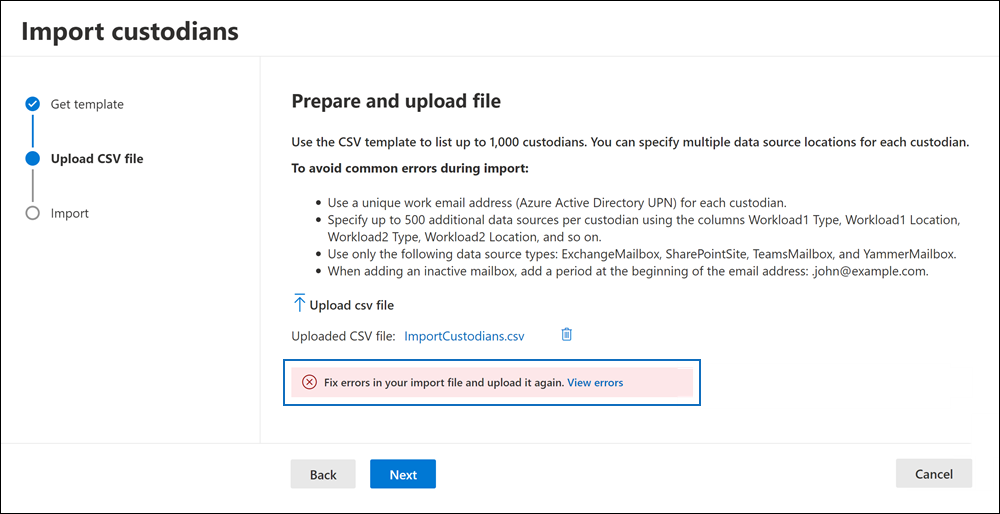 Import custodians
Get template
Upload CSV file
Import
Prepare and upload file
Use the CSV template to list up to 1,000 custodians. You can specify multiple data source locations for each custodian.
To avoid common errors during import:
• Use a unique work email address (Azure Active Directory UPN) for each custodian.
• Specify up to 500 additional data sources per custodian using the columns Workload1 Type, Workload1 Location,
Workload2 Type, Workload2 Location, and so on.
• Use only the following data source types: ExchangeMailbox, SharePointSite, TeamsMailbox, and YammerMailbox.
• When adding an inactive mailbox, add a period at the beginning of the email address: .john@example.com.
Upload csv file
Uploaded CSV file: ImportCustodians.csv
Fix errors in your import file and upload it again. View errors
Back Next Cancel